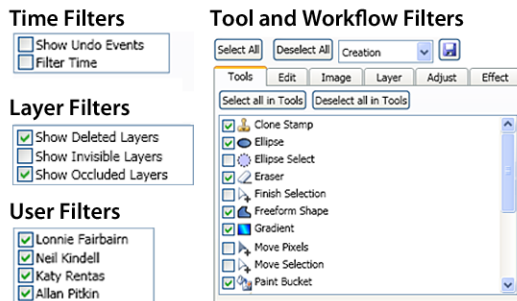 Time Filters
Show Undo Events
Filter Time
Layer Filters
Show Deleted Layers
Show Invisible Layers
Show Occluded Layers
User Filters
Lonnie Fairbairn
Neil Kindell
Katy Rentas
Allan Pitkin
Tool and Workflow Filters
Select All
Deselect All
Creation
Tools
Edit
Image
Layer
Adjust
Effect
Select all in Tools
Deselect all in Tools
Clone Stamp
Ellipse
Ellipse Select
Eraser
Finish Selection
Freeform Shape
Gradient
Move Pixels
Move Selection
Paint Bucket